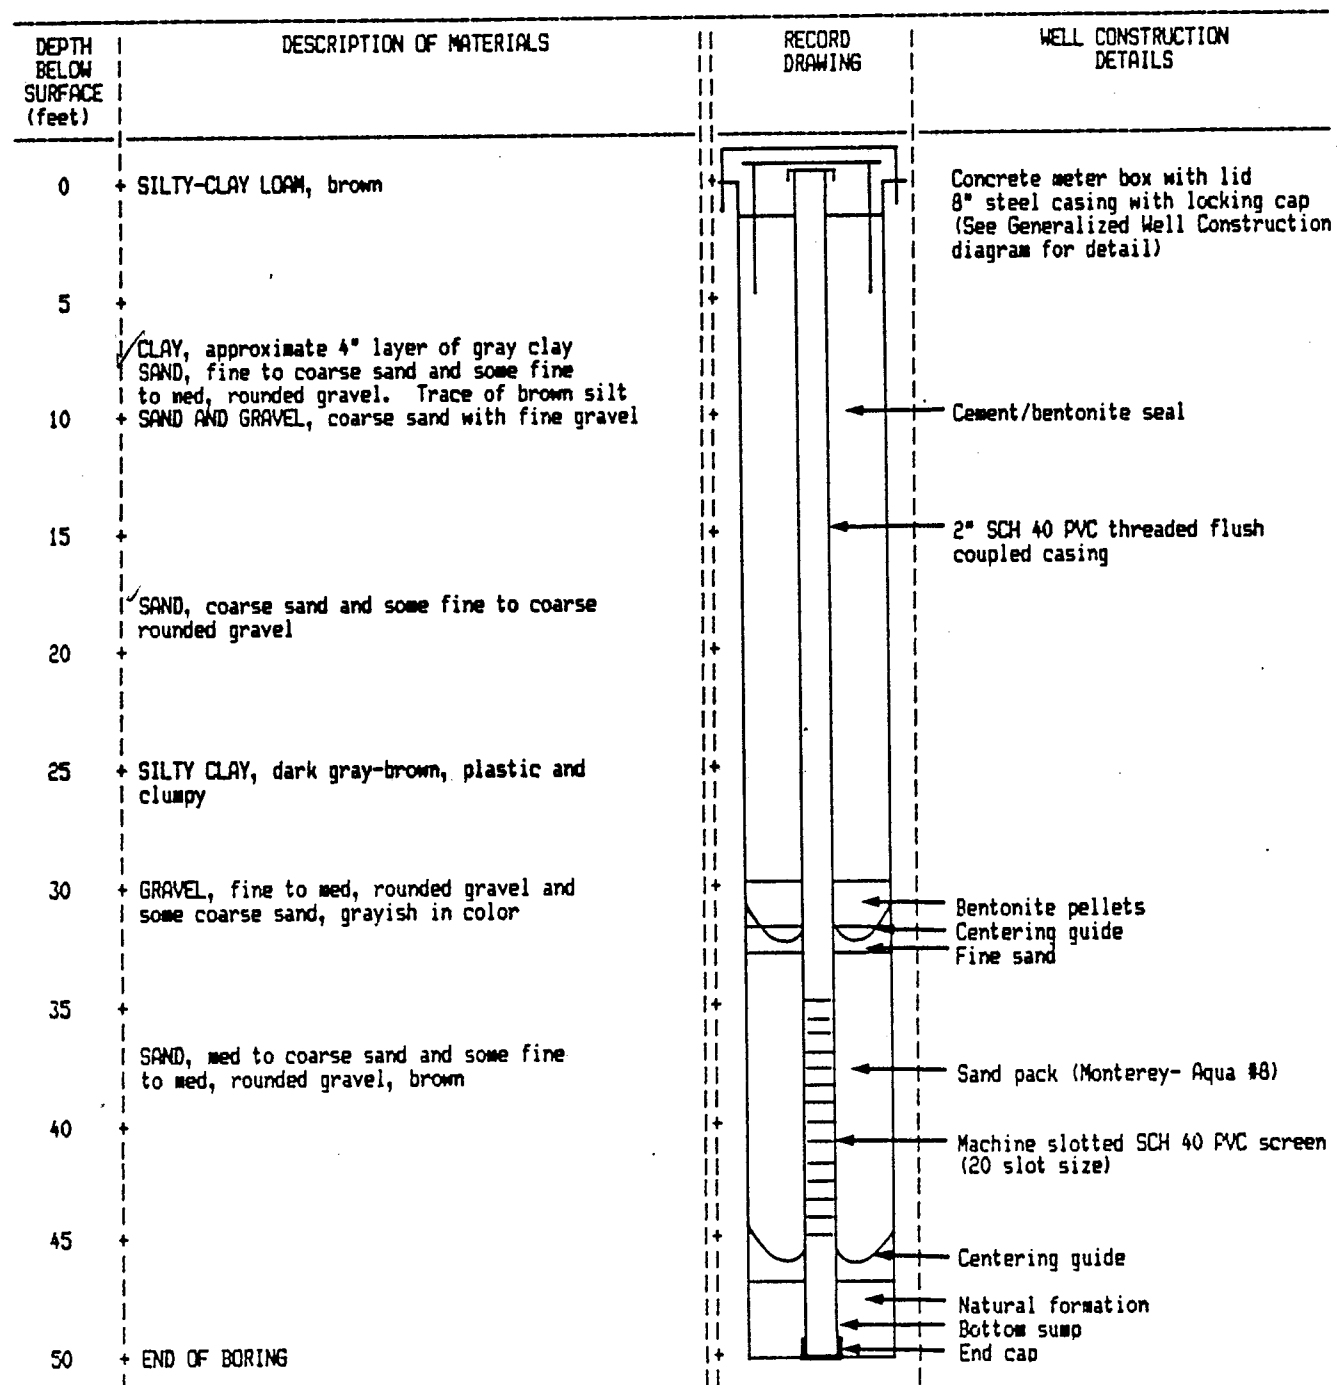 DEPTH BELOW SURFACE (feet)
DESCRIPTION OF MATERIALS
RECORD DRAWING
WELL CONSTRUCTION DETAILS
0 + SILTY-CLAY LOAM, brown
+ Concrete meter box with lid
8" steel casing with locking cap
(See Generalized Well Construction
diagram for detail)
5 + +
CLAY, approximate 4" layer of gray clay
SAND, fine to coarse sand and some fine
to med, rounded gravel. Trace of brown silt
10 + SAND AND GRAVEL, coarse sand with fine gravel + Cement/bentonite seal
15 + + 2" SCH 40 PVC threaded flush
coupled casing
SAND, coarse sand and some fine to coarse
rounded gravel
20 + +
25 + SILTY CLAY, dark gray-brown, plastic and +
clumpy
30 + GRAVEL, fine to med, rounded gravel and +
some coarse sand, grayish in color
Bentonite pellets
Centering guide
Fine sand
35 + +
SAND, med to coarse sand and some fine
to med, rounded gravel, brown
Sand pack (Monterey- Aqua #8)
40 + +
Machine slotted SCH 40 PVC screen
(20 slot size)
45 + +
Centering guide
Natural formation
Bottom sump
End cap
50 + END OF BORING +